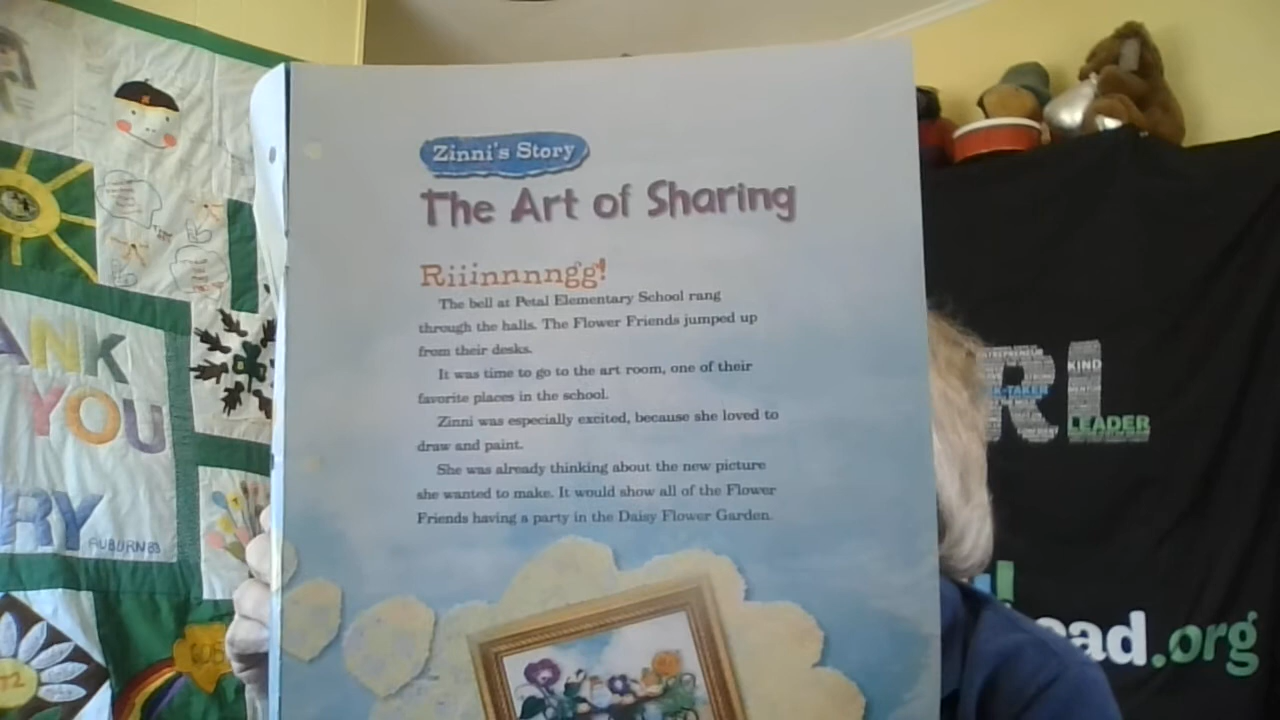 Zinni's Story
The Art of Sharing
Riiinnnngg!
The bell at Petal Elementary School rang
through the halls. The Flower Friends jumped up
from their desks.
It was time to go to the art room, one of their
favorite places in the school.
Zinni was especially excited, because she loved to
draw and paint.
She was already thinking about the new picture
she wanted to make. It would show all of the Flower
Friends having a party in the Daisy Flower Garden.
ANK
YOU
RY
AUBURN
RL
KIND
LEADER
ead.org